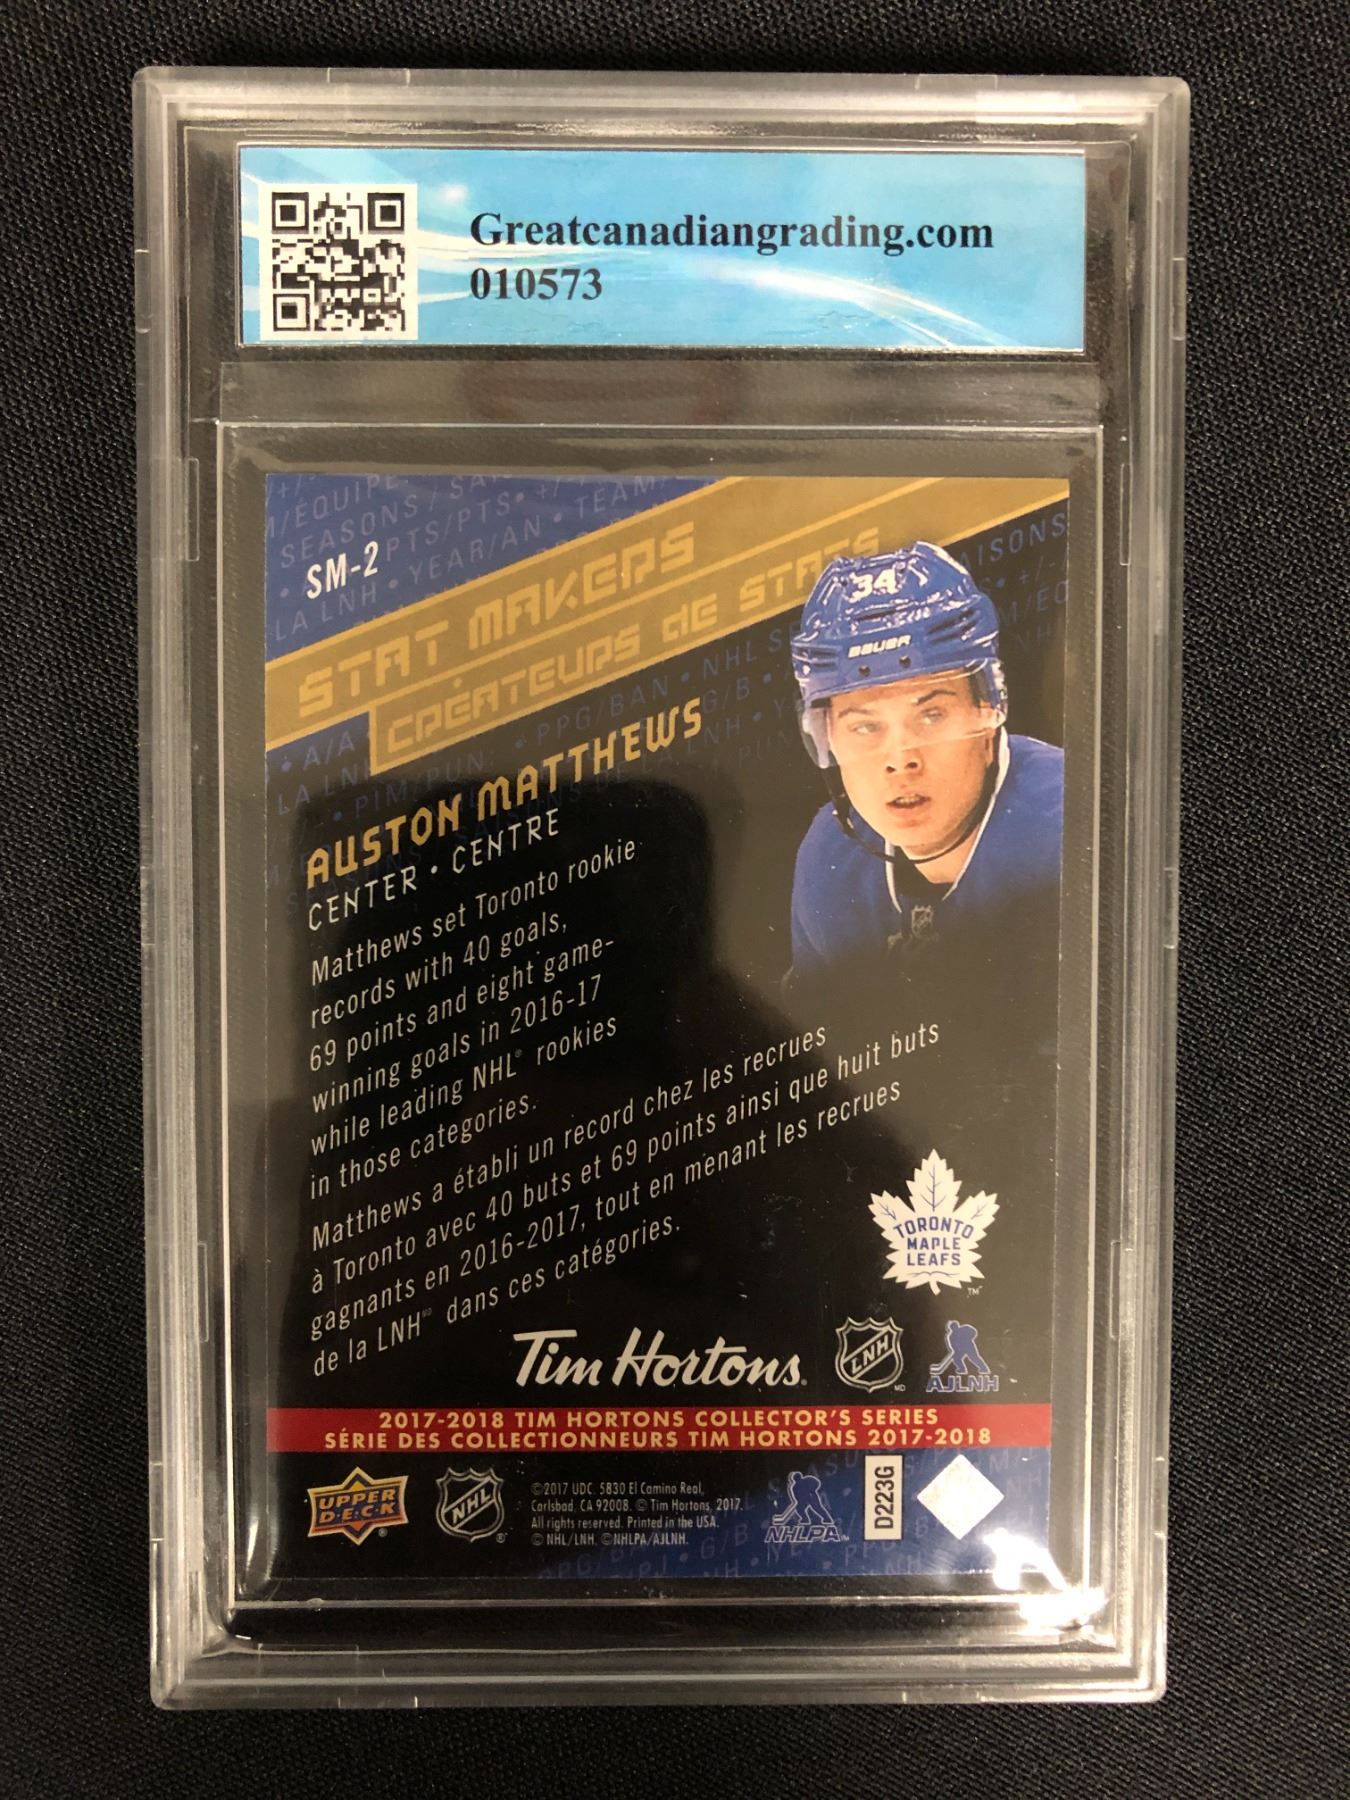 Greatcanadiangrading.com
010573
SM-2
STAT MAKERS
CRÉATEURS DE STATS
AUSTON MATTHEWS
CENTER • CENTRE
34
BAUER
Matthews set Toronto rookie
records with 40 goals,
69 points and eight game-
winning goals in 2016-17
while leading NHL® rookies
in those categories.
Matthews a établi un record chez les recrues
à Toronto avec 40 buts et 69 points ainsi que huit buts
gagnants en 2016-2017, tout en menant les recrues
de la LNHᴹᴰ dans ces catégories.
TORONTO
MAPLE
LEAFS
TM
Tim Hortons®
LNH
MD
AJLNH
2017-2018 TIM HORTONS COLLECTOR'S SERIES
SÉRIE DES COLLECTIONNEURS TIM HORTONS 2017-2018
UPPER
D·E·C·K
®
NHL
®
©2017 UDC. 5830 El Camino Real,
Carlsbad, CA 92008. © Tim Hortons, 2017.
All rights reserved. Printed in the USA.
© NHL/LNH. ©NHLPA/AJLNH.
NHLPA™
D223G